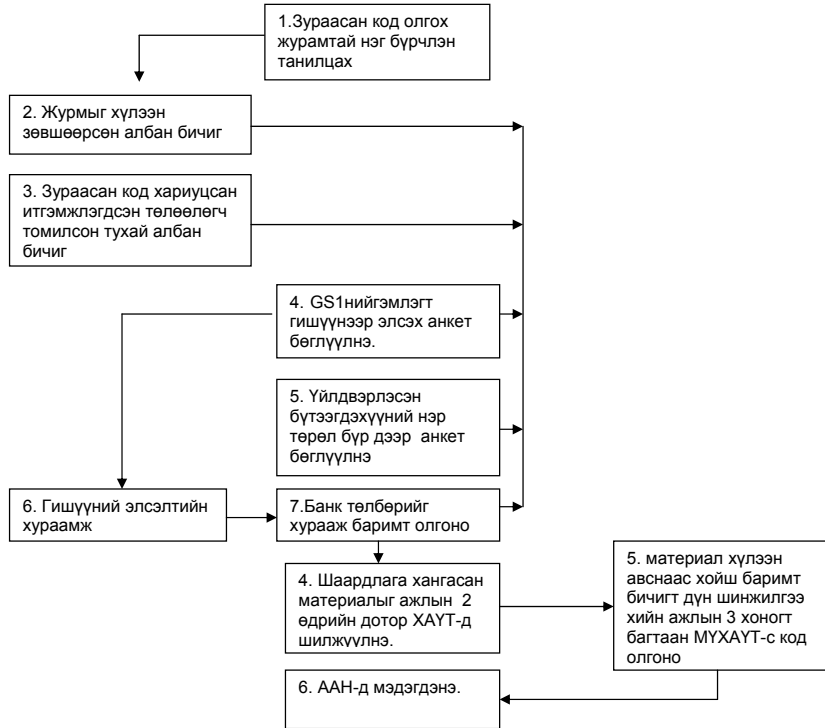 1.Зураасан код олгох
журамтай нэг бүрчлэн
танилцах
2. Журмыг хүлээн
зөвшөөрсөн албан бичиг
3. Зураасан код хариуцсан
итгэмжлэгдсэн төлөөлөгч
томилсон тухай албан
бичиг
4. GS1нийгэмлэгт
гишүүнээр элсэх анкет
бөглүүлнэ.
5. Үйлдвэрлэсэн
бүтээгдэхүүний нэр
төрөл бүр дээр анкет
бөглүүлнэ
6. Гишүүний элсэлтийн
хураамж
7.Банк төлбөрийг
хурааж баримт олгоно
4. Шаардлага хангасан
материалыг ажлын 2
өдрийн дотор ХАҮТ-д
шилжүүлнэ.
5. материал хүлээн
авснаас хойш баримт
бичигт дүн шинжилгээ
хийн ажлын 3 хоногт
багтаан МҮХАҮТ-с код
олгоно
6. ААН-д мэдэгдэнэ.